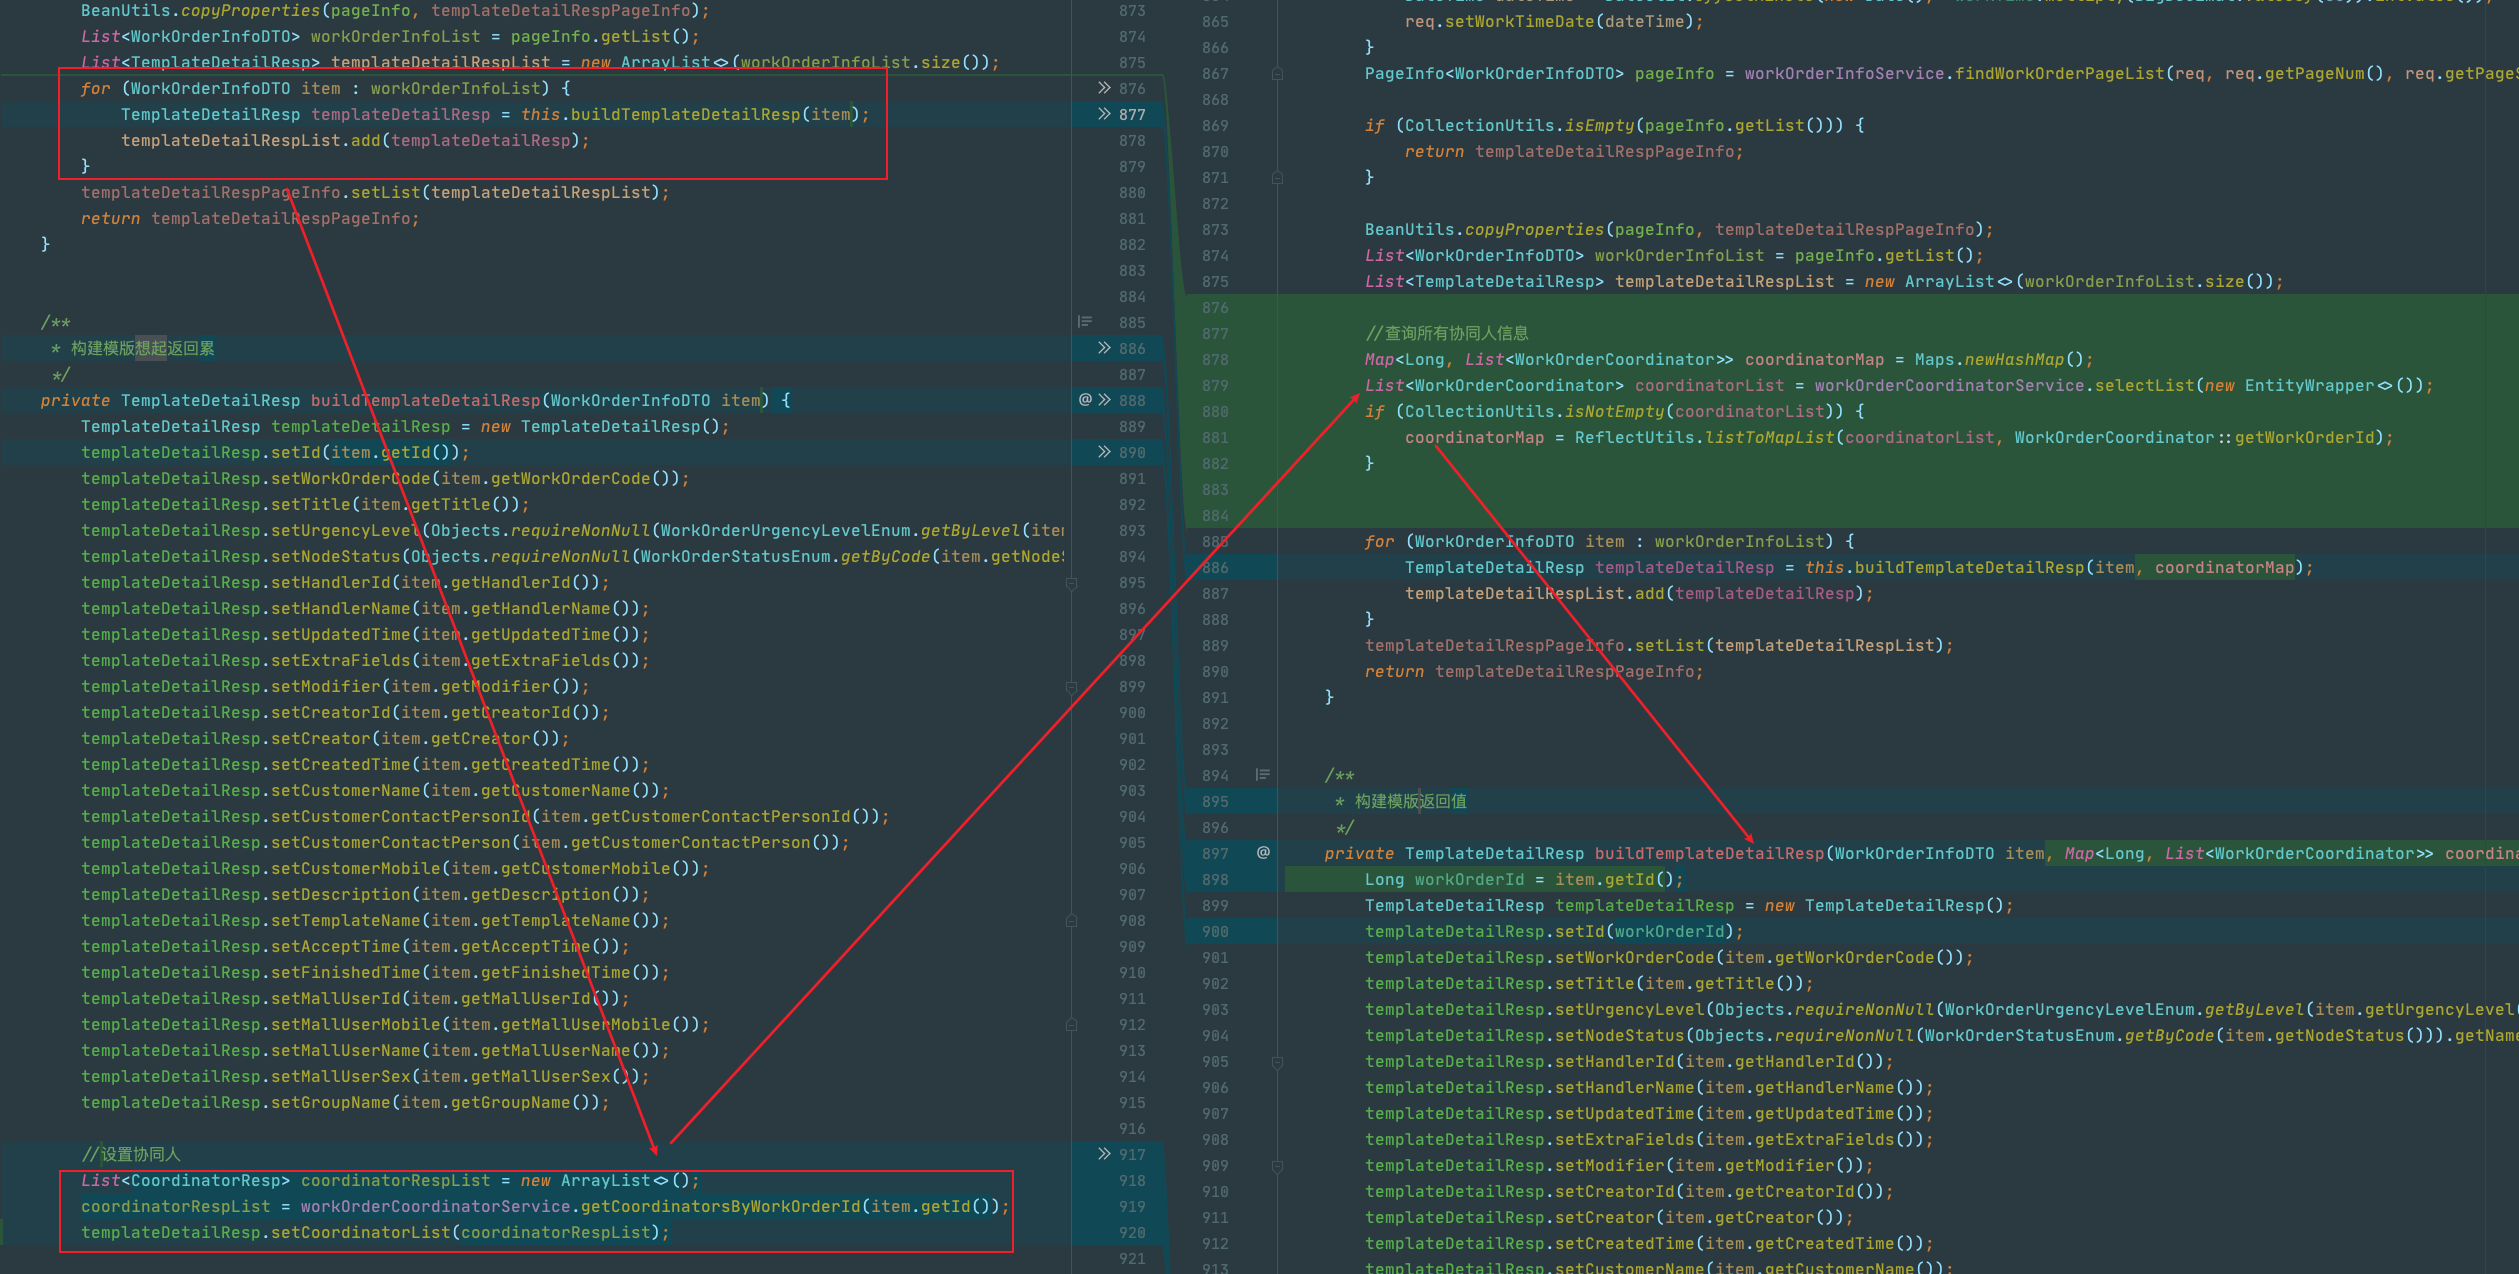 BeanUtils.copyProperties(pageInfo, templateDetailRespPageInfo);
List<WorkOrderInfoDTO> workOrderInfoList = pageInfo.getList();
List<TemplateDetailResp> templateDetailRespList = new ArrayList<>(workOrderInfoList.size());
for (WorkOrderInfoDTO item : workOrderInfoList) {
TemplateDetailResp templateDetailResp = this.buildTemplateDetailResp(item);
templateDetailRespList.add(templateDetailResp);
}
templateDetailRespPageInfo.setList(templateDetailRespList);
return templateDetailRespPageInfo;
}
/**
* 构建模版想起返回累
*/
private TemplateDetailResp buildTemplateDetailResp(WorkOrderInfoDTO item) {
TemplateDetailResp templateDetailResp = new TemplateDetailResp();
templateDetailResp.setId(item.getId());
templateDetailResp.setWorkOrderCode(item.getWorkOrderCode());
templateDetailResp.setTitle(item.getTitle());
templateDetailResp.setUrgencyLevel(Objects.requireNonNull(WorkOrderUrgencyLevelEnum.getByLevel(item
templateDetailResp.setNodeStatus(Objects.requireNonNull(WorkOrderStatusEnum.getByCode(item.getNodeS
templateDetailResp.setHandlerId(item.getHandlerId());
templateDetailResp.setHandlerName(item.getHandlerName());
templateDetailResp.setUpdatedTime(item.getUpdatedTime());
templateDetailResp.setExtraFields(item.getExtraFields());
templateDetailResp.setModifier(item.getModifier());
templateDetailResp.setCreatorId(item.getCreatorId());
templateDetailResp.setCreator(item.getCreator());
templateDetailResp.setCreatedTime(item.getCreatedTime());
templateDetailResp.setCustomerName(item.getCustomerName());
templateDetailResp.setCustomerContactPersonId(item.getCustomerContactPersonId());
templateDetailResp.setCustomerContactPerson(item.getCustomerContactPerson());
templateDetailResp.setCustomerMobile(item.getCustomerMobile());
templateDetailResp.setDescription(item.getDescription());
templateDetailResp.setTemplateName(item.getTemplateName());
templateDetailResp.setAcceptTime(item.getAcceptTime());
templateDetailResp.setFinishedTime(item.getFinishedTime());
templateDetailResp.setMallUserId(item.getMallUserId());
templateDetailResp.setMallUserMobile(item.getMallUserMobile());
templateDetailResp.setMallUserName(item.getMallUserName());
templateDetailResp.setMallUserSex(item.getMallUserSex());
templateDetailResp.setGroupName(item.getGroupName());
//设置协同人
List<CoordinatorResp> coordinatorRespList = new ArrayList<>();
coordinatorRespList = workOrderCoordinatorService.getCoordinatorsByWorkOrderId(item.getId());
templateDetailResp.setCoordinatorList(coordinatorRespList);
873
874
875
876
877
878
879
880
881
882
883
884
885
886
887
@ 888
889
890
891
892
893
894
895
896
897
898
899
900
901
902
903
904
905
906
907
908
909
910
911
912
913
914
915
916
917
918
919
920
921
865 req.setWorkTimeDate(dateTime);
866 }
867 PageInfo<WorkOrderInfoDTO> pageInfo = workOrderInfoService.findWorkOrderPageList(req, req.getPageNum(), req.getPageS
868
869 if (CollectionUtils.isEmpty(pageInfo.getList())) {
870 return templateDetailRespPageInfo;
871 }
872
873 BeanUtils.copyProperties(pageInfo, templateDetailRespPageInfo);
874 List<WorkOrderInfoDTO> workOrderInfoList = pageInfo.getList();
875 List<TemplateDetailResp> templateDetailRespList = new ArrayList<>(workOrderInfoList.size());
876
877 //查询所有协同人信息
878 Map<Long, List<WorkOrderCoordinator>> coordinatorMap = Maps.newHashMap();
879 List<WorkOrderCoordinator> coordinatorList = workOrderCoordinatorService.selectList(new EntityWrapper<>());
880 if (CollectionUtils.isNotEmpty(coordinatorList)) {
881 coordinatorMap = ReflectUtils.listToMapList(coordinatorList, WorkOrderCoordinator::getWorkOrderId);
882 }
883
884
885 for (WorkOrderInfoDTO item : workOrderInfoList) {
886 TemplateDetailResp templateDetailResp = this.buildTemplateDetailResp(item, coordinatorMap);
887 templateDetailRespList.add(templateDetailResp);
888 }
889 templateDetailRespPageInfo.setList(templateDetailRespList);
890 return templateDetailRespPageInfo;
891 }
892
893
894 /**
895 * 构建模版返回值
896 */
897 @ private TemplateDetailResp buildTemplateDetailResp(WorkOrderInfoDTO item, Map<Long, List<WorkOrderCoordinator>> coordina
898 Long workOrderId = item.getId();
899 TemplateDetailResp templateDetailResp = new TemplateDetailResp();
900 templateDetailResp.setId(workOrderId);
901 templateDetailResp.setWorkOrderCode(item.getWorkOrderCode());
902 templateDetailResp.setTitle(item.getTitle());
903 templateDetailResp.setUrgencyLevel(Objects.requireNonNull(WorkOrderUrgencyLevelEnum.getByLevel(item.getUrgencyLevel(
904 templateDetailResp.setNodeStatus(Objects.requireNonNull(WorkOrderStatusEnum.getByCode(item.getNodeStatus())).getName
905 templateDetailResp.setHandlerId(item.getHandlerId());
906 templateDetailResp.setHandlerName(item.getHandlerName());
907 templateDetailResp.setUpdatedTime(item.getUpdatedTime());
908 templateDetailResp.setExtraFields(item.getExtraFields());
909 templateDetailResp.setModifier(item.getModifier());
910 templateDetailResp.setCreatorId(item.getCreatorId());
911 templateDetailResp.setCreator(item.getCreator());
912 templateDetailResp.setCreatedTime(item.getCreatedTime());
913 templateDetailResp.setCustomerName(item.getCustomerName());